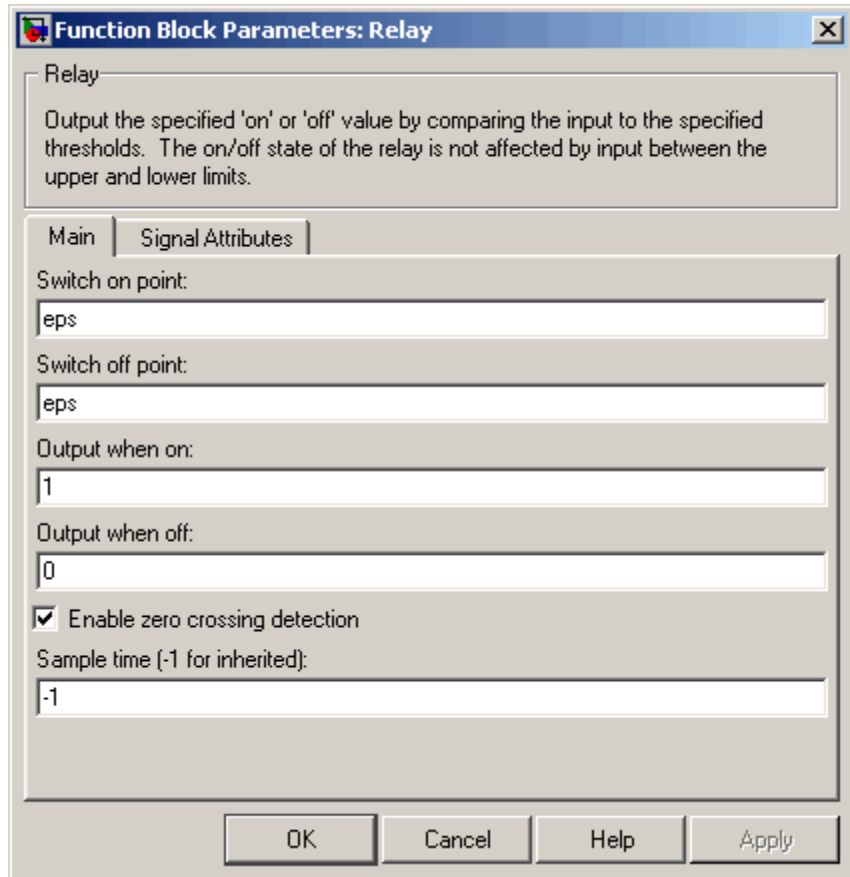 Function Block Parameters: Relay
Relay
Output the specified 'on' or 'off' value by comparing the input to the specified
thresholds.  The on/off state of the relay is not affected by input between the
upper and lower limits.
Main
Signal Attributes
Switch on point:
eps
Switch off point:
eps
Output when on:
1
Output when off:
0
Enable zero crossing detection
Sample time (-1 for inherited):
-1
OK
Cancel
Help
Apply